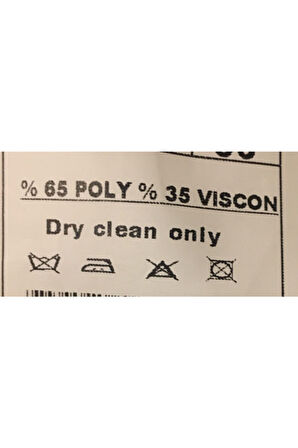 % 65 POLY % 35 VISCON
Dry clean only